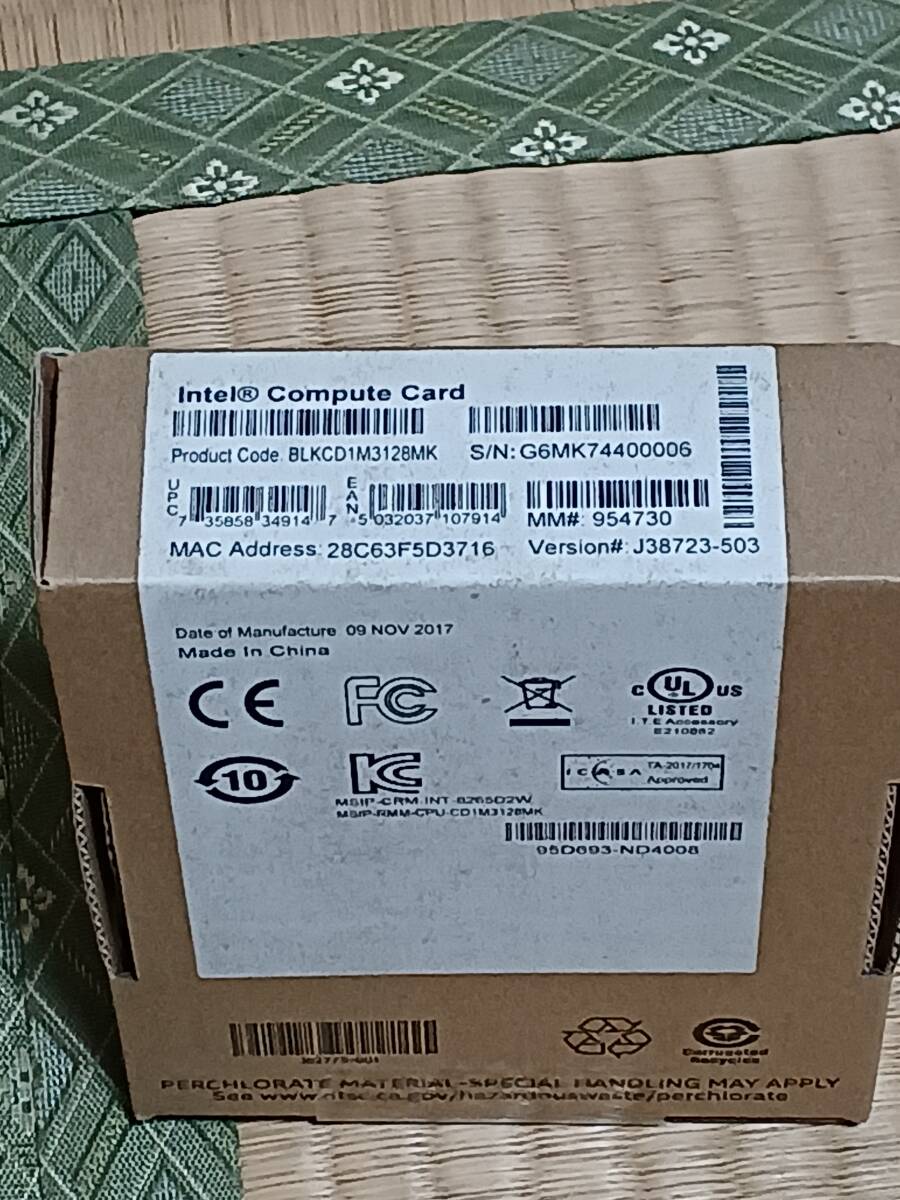 Intel® Compute Card
Product Code BLKCD1M3128MK S/N: G6MK74400006
UPC 7 35858 34914 7 EAN 5 032037 107914 MM#: 954730
MAC Address: 28C63F5D3716 Version#: J38723-503
Date of Manufacture 09 NOV 2017
Made In China
CE FC c UL US
LISTED
I.T.E Accessory
E210882
10 KC ICASA TA-2017/1704
Approved
MSIP-CRM-INT-8265D2W
MSIP-RMM-CPU-CD1M3128MK
95D693-ND4008
Corrugated
Recycles
PERCHLORATE MATERIAL-SPECIAL HANDLING MAY APPLY
See www.dtsc.ca.gov/hazardouswaste/perchlorate